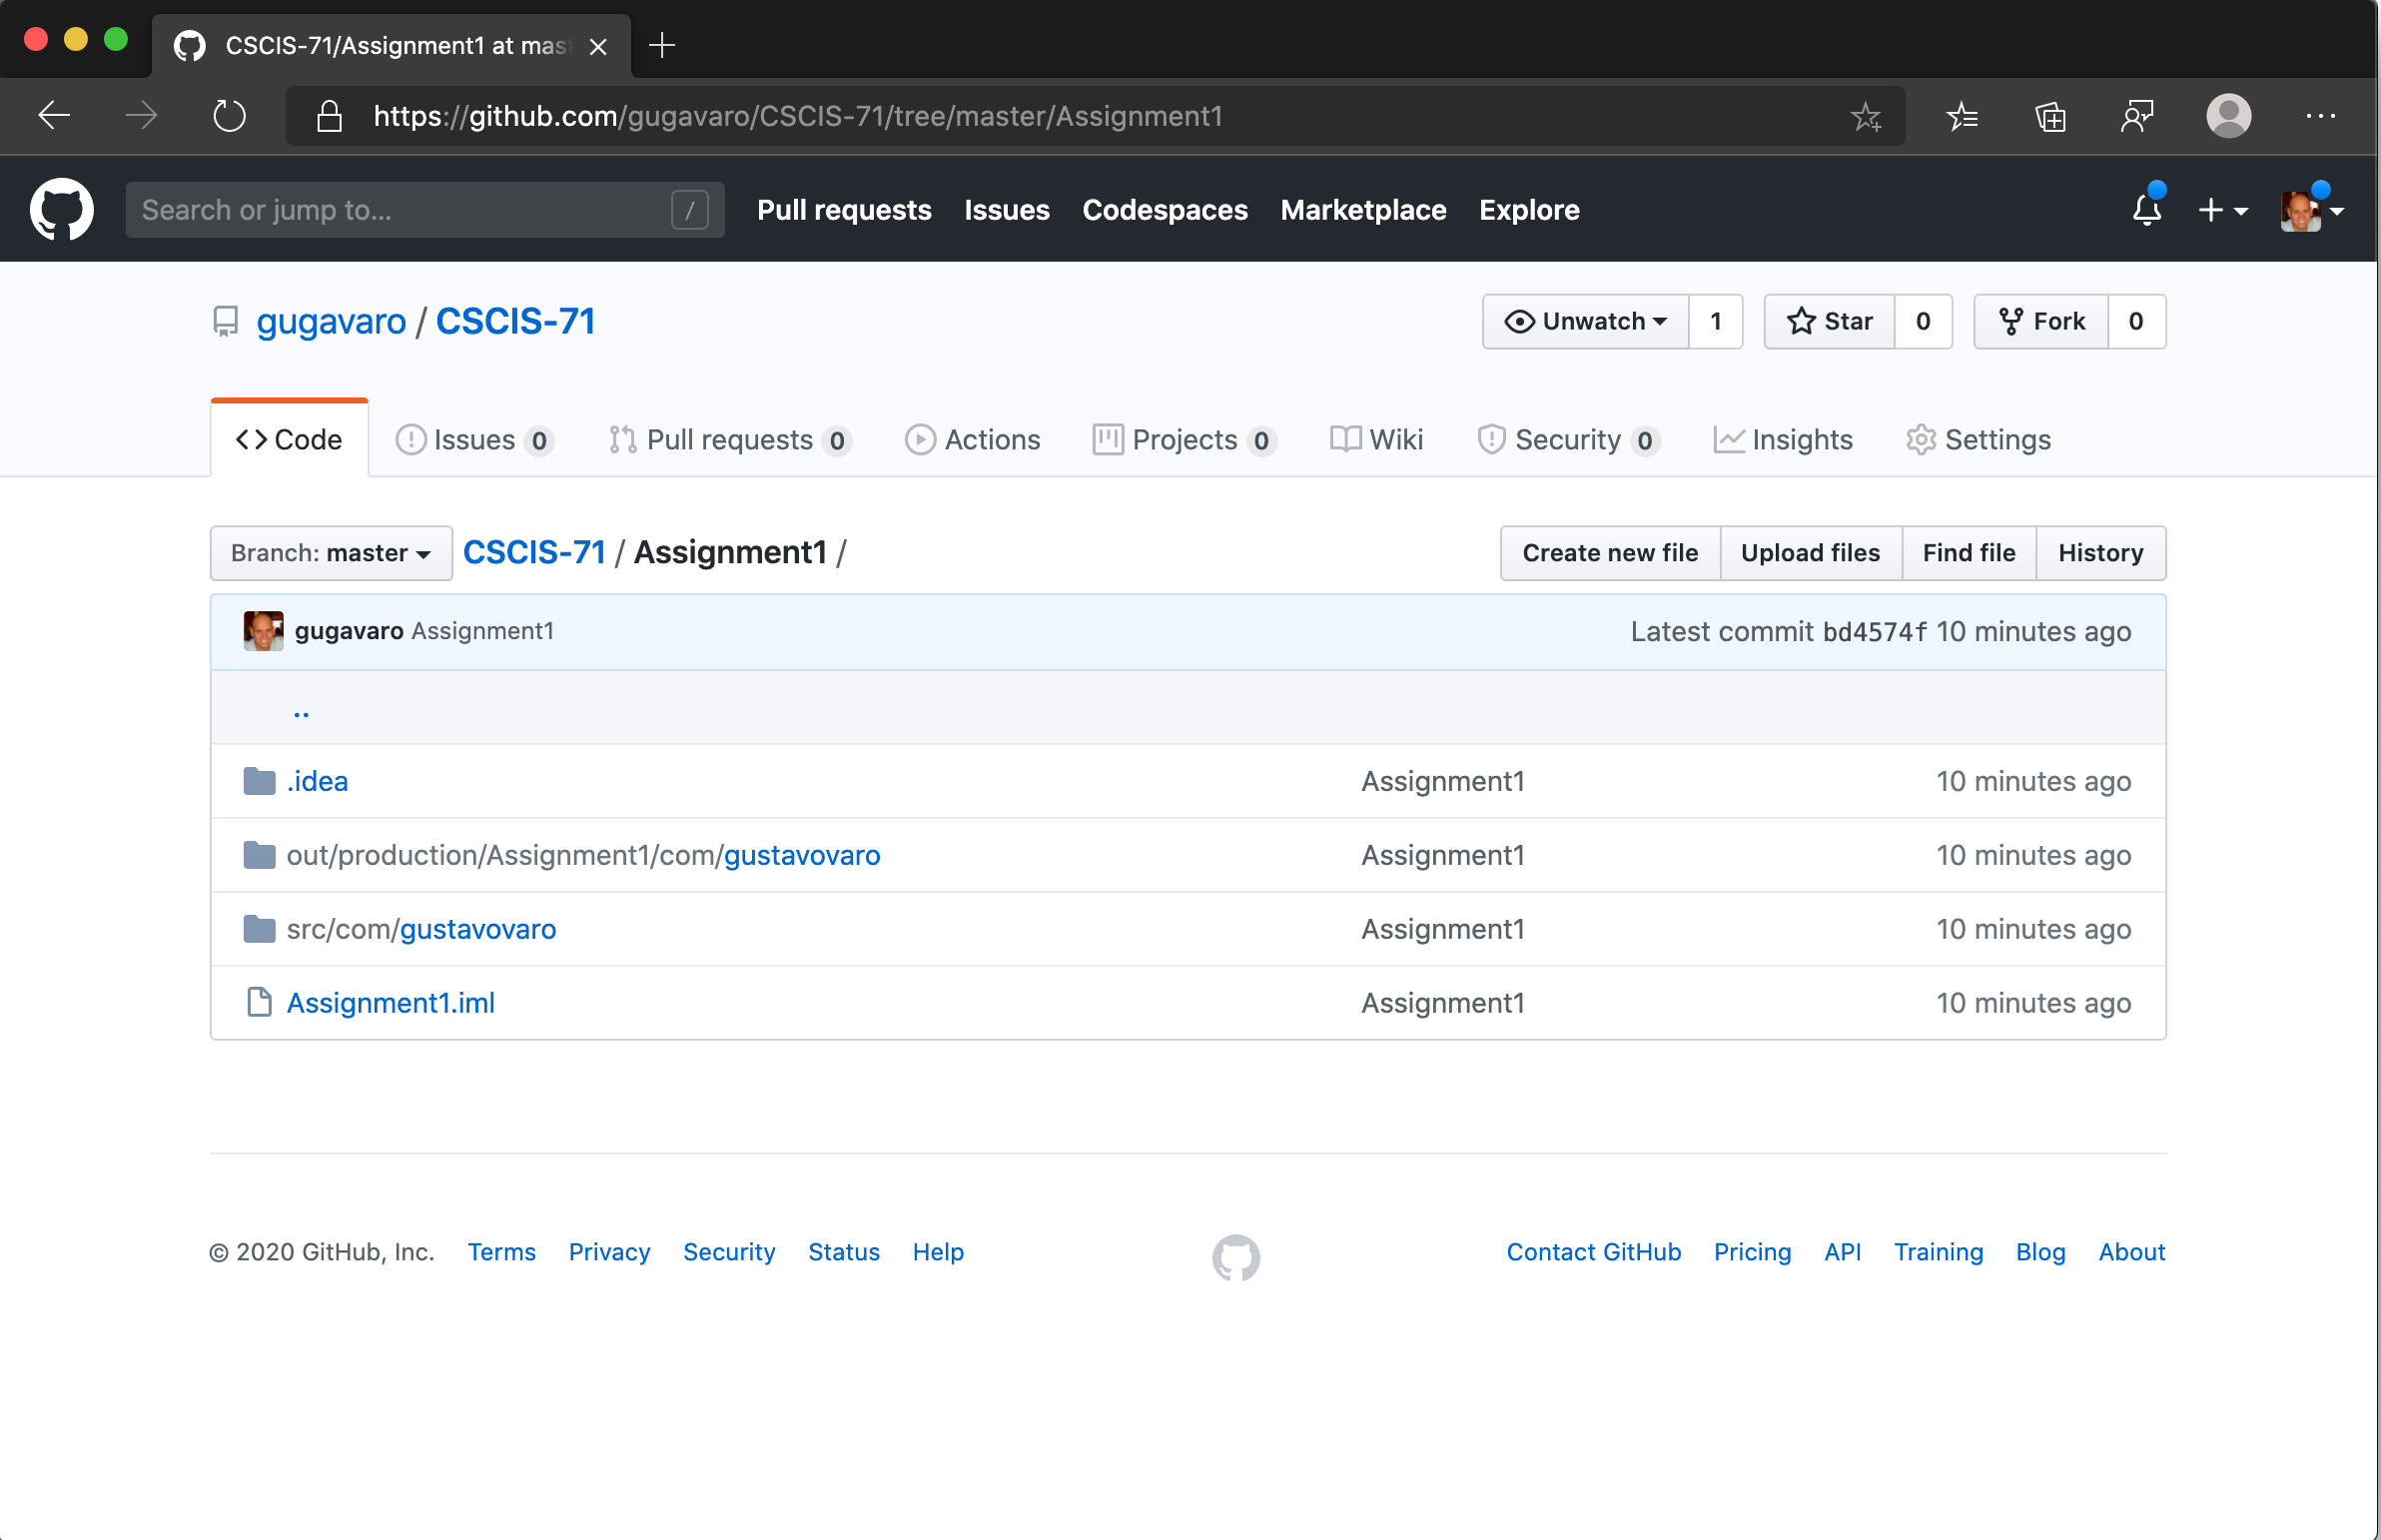 CSCIS-71/Assignment1 at mas
https://github.com/gugavaro/CSCIS-71/tree/master/Assignment1
Search or jump to... / Pull requests Issues Codespaces Marketplace Explore
gugavaro / CSCIS-71 Unwatch 1 Star 0 Fork 0
Code Issues 0 Pull requests 0 Actions Projects 0 Wiki Security 0 Insights Settings
Branch: master CSCIS-71 / Assignment1 / Create new file Upload files Find file History
gugavaro Assignment1 Latest commit bd4574f 10 minutes ago
..
.idea Assignment1 10 minutes ago
out/production/Assignment1/com/gustavovaro Assignment1 10 minutes ago
src/com/gustavovaro Assignment1 10 minutes ago
Assignment1.iml Assignment1 10 minutes ago
© 2020 GitHub, Inc. Terms Privacy Security Status Help Contact GitHub Pricing API Training Blog About